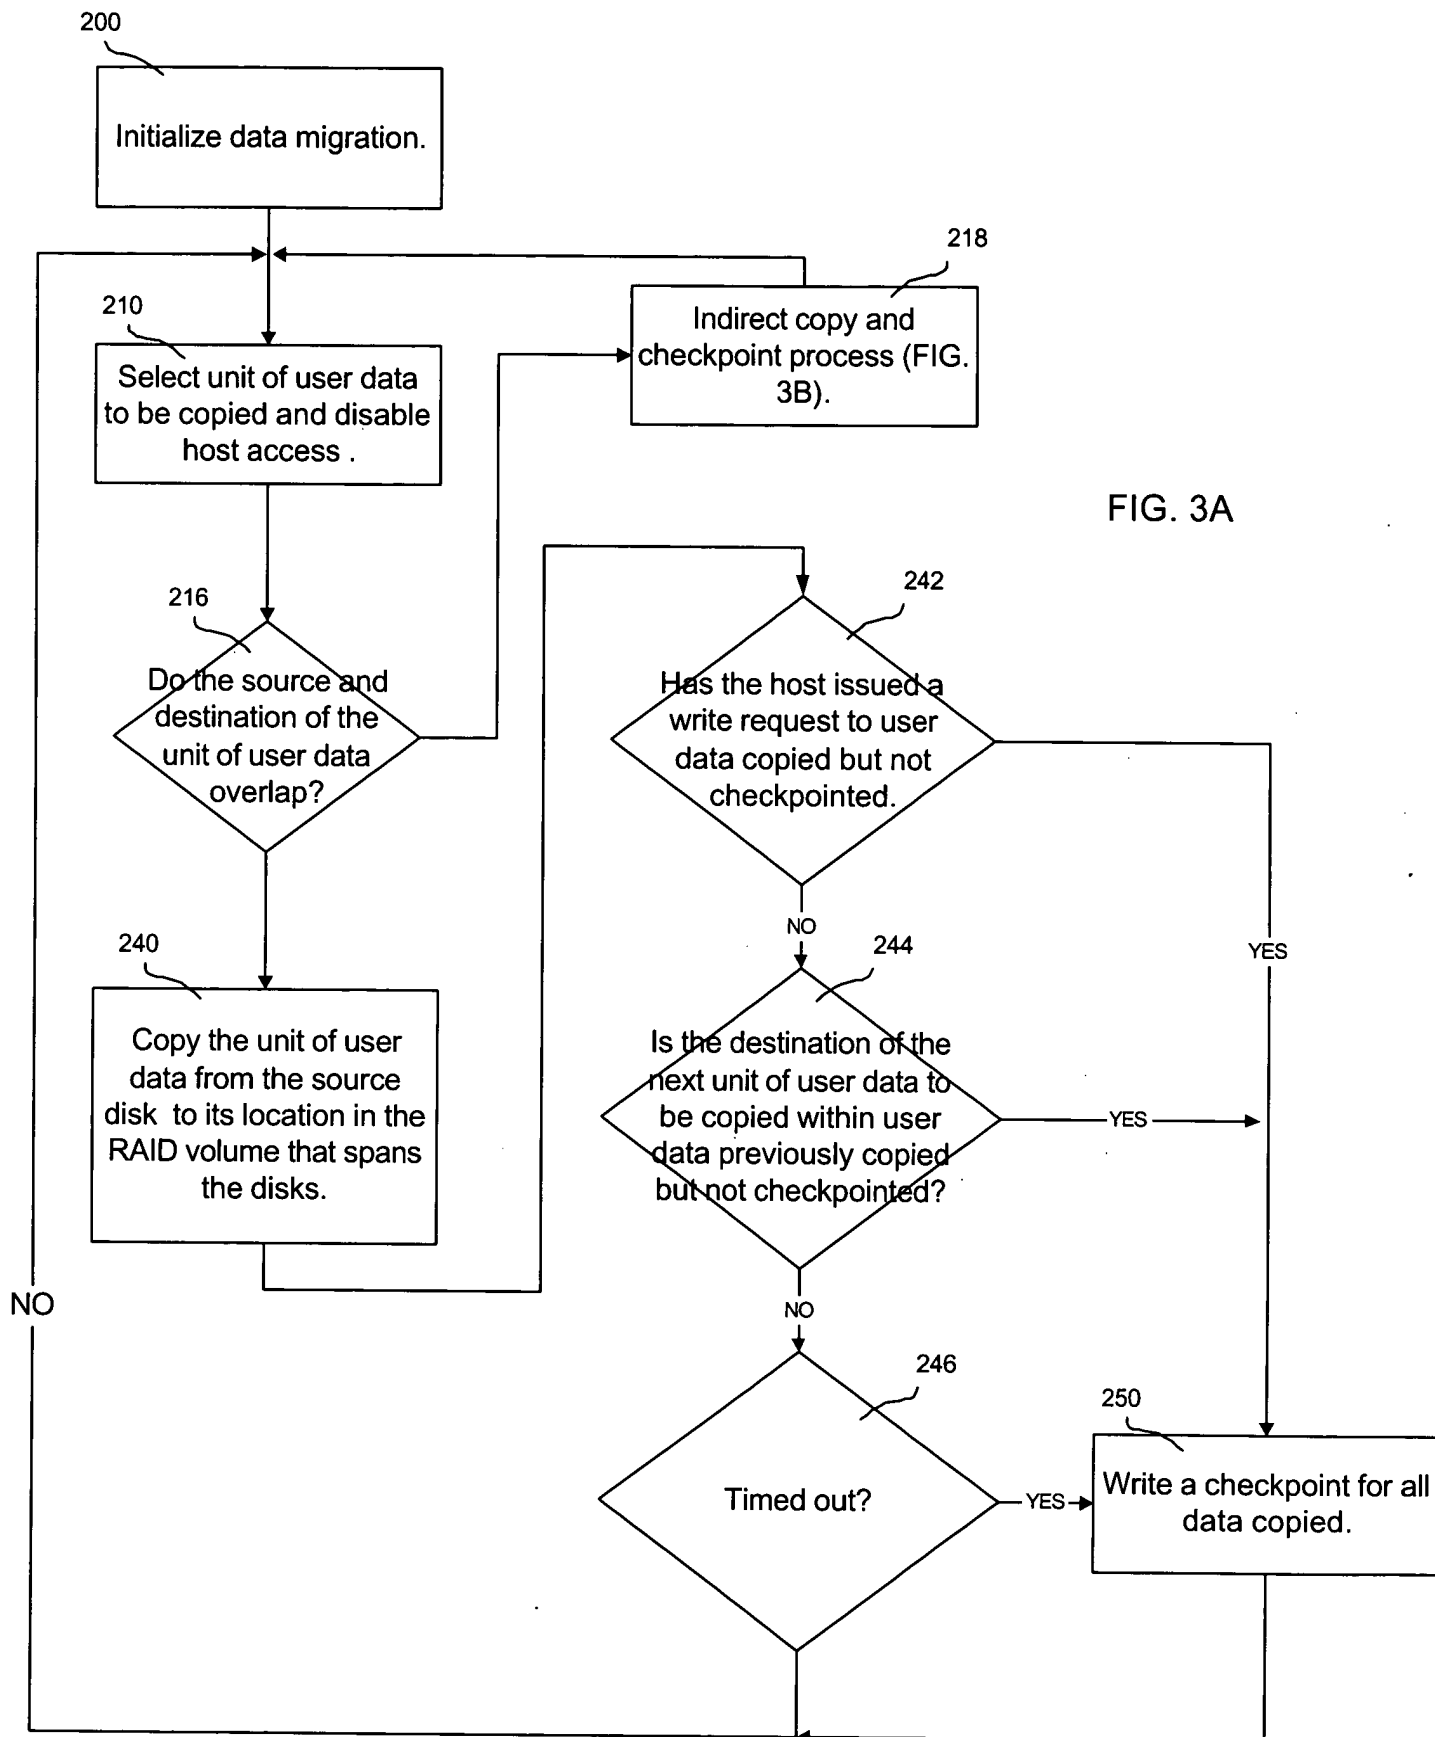 200
Initialize data migration.
218
Indirect copy and
checkpoint process (FIG.
3B).
210
Select unit of user data
to be copied and disable
host access .
FIG. 3A
216
Do the source and
destination of the
unit of user data
overlap?
242
Has the host issued a
write request to user
data copied but not
checkpointed.
NO
YES
240
Copy the unit of user
data from the source
disk to its location in the
RAID volume that spans
the disks.
244
Is the destination of the
next unit of user data to
be copied within user
data previously copied
but not checkpointed?
YES
NO
NO
246
Timed out?
YES
250
Write a checkpoint for all
data copied.